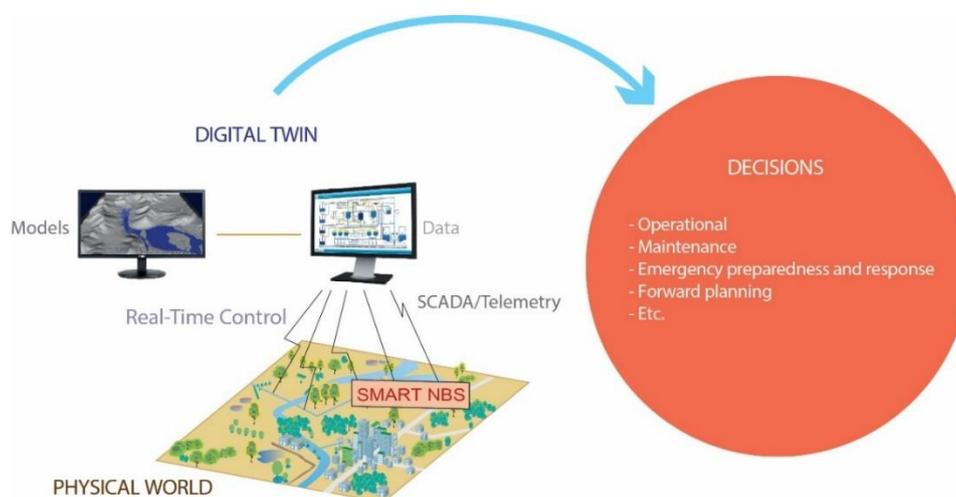 DIGITAL TWIN
Models
Data
Real-Time Control
SCADA/Telemetry
SMART NBS
PHYSICAL WORLD
DECISIONS
- Operational
- Maintenance
- Emergency preparedness and response
- Forward planning
- Etc.